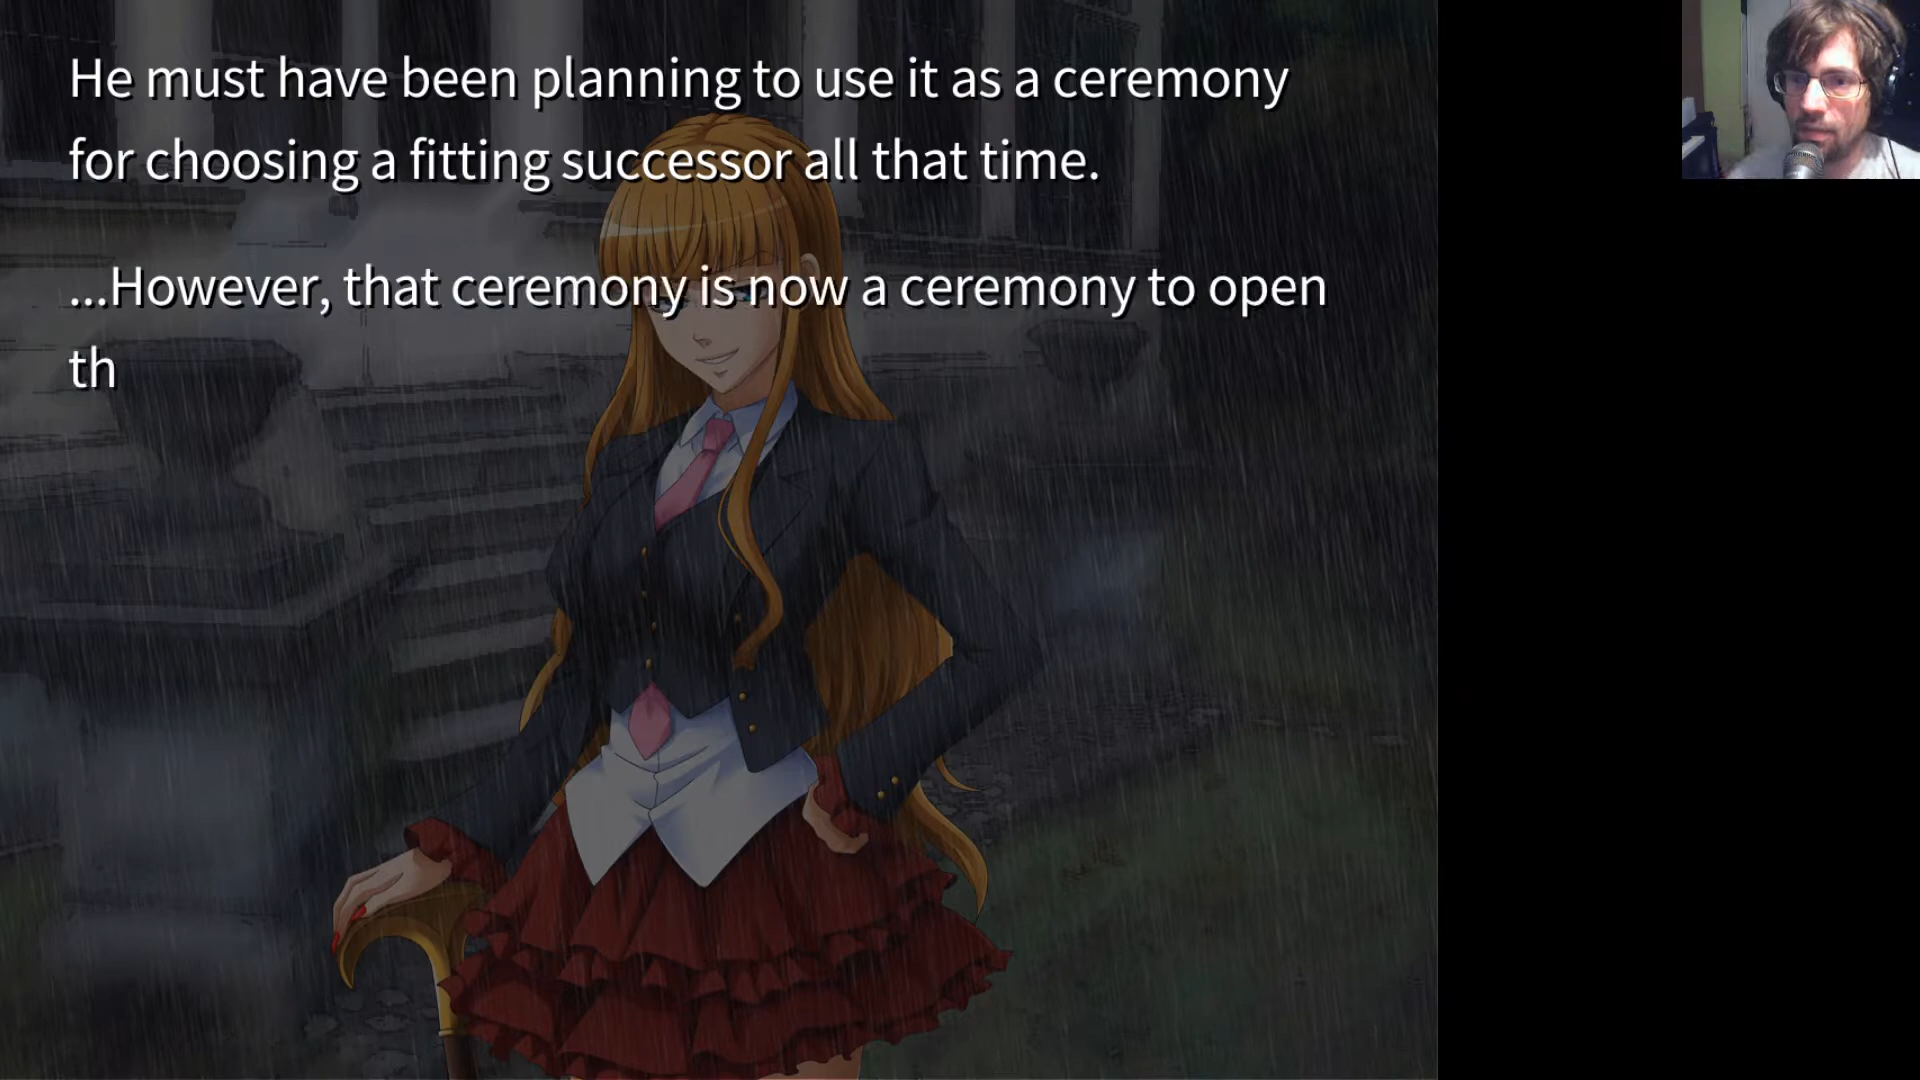 He must have been planning to use it as a ceremony
for choosing a fitting successor all that time.
...However, that ceremony is now a ceremony to open
th